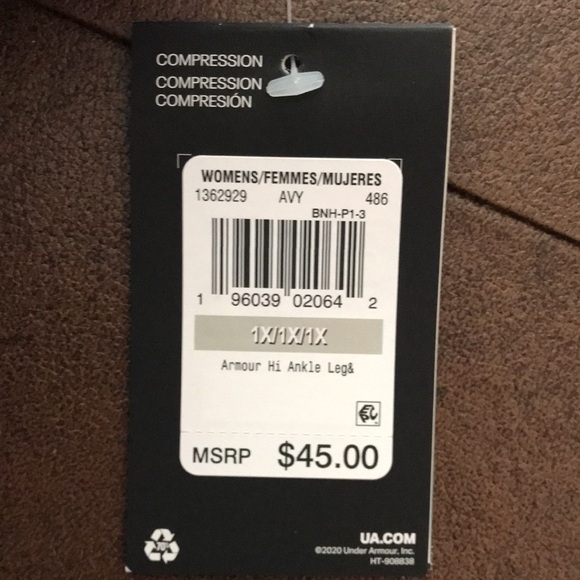 COMPRESSION
COMPRESSION
COMPRESIÓN
WOMENS/FEMMES/MUJERES
1362929 AVY 486
BNH-P1-3
1 96039 02064 2
1X/1X/1X
Armour Hi Ankle Leg&
MSRP $45.00
UA.COM
©2020 Under Armour, Inc.
HT-908838